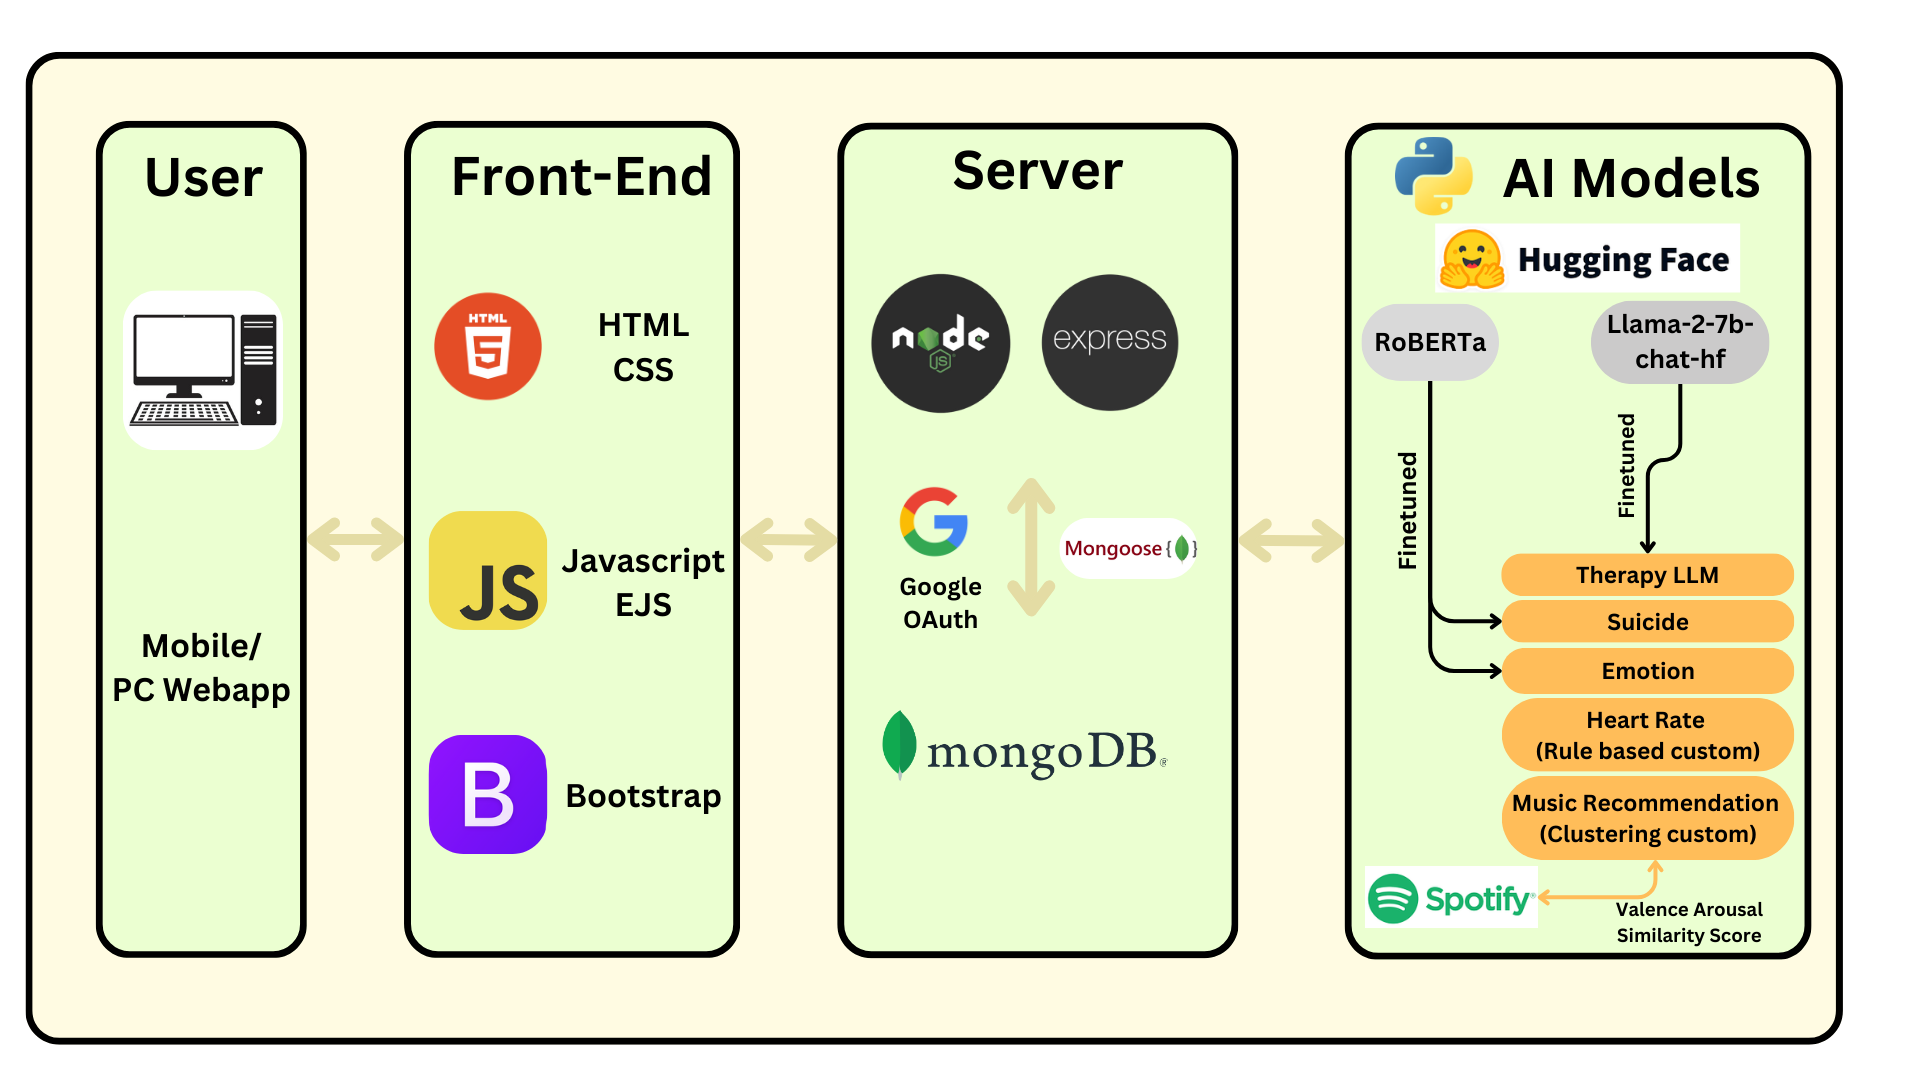 User
Mobile/
PC Webapp
Front-End
HTML
5
HTML
CSS
JS
Javascript
EJS
B
Bootstrap
Server
node
JS
express
Google
OAuth
Mongoose{ }
mongoDB®
AI Models
Hugging Face
RoBERTa
Llama-2-7b-
chat-hf
Finetuned
Finetuned
Therapy LLM
Suicide
Emotion
Heart Rate
(Rule based custom)
Music Recommendation
(Clustering custom)
Spotify®
Valence Arousal
Similarity Score